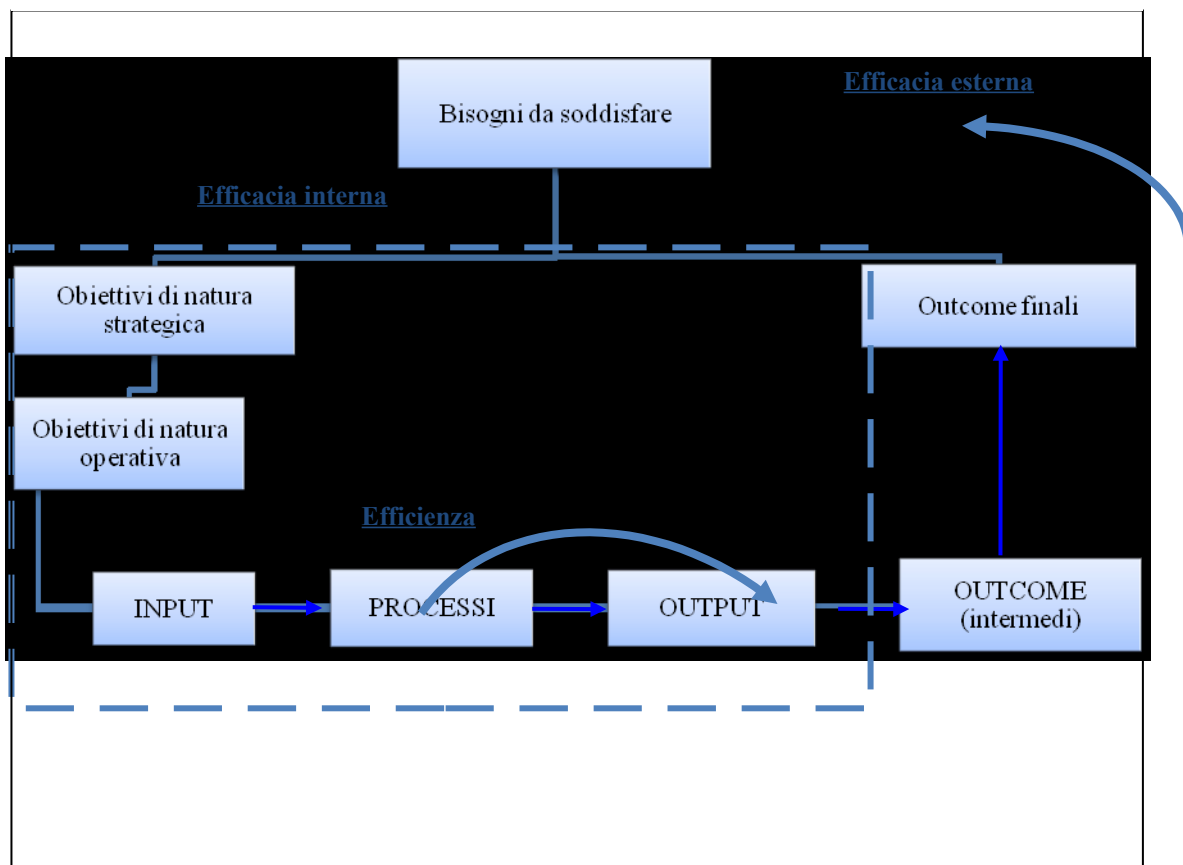 Efficacia esterna
Bisogni da soddisfare
Efficacia interna
Obiettivi di natura
strategica
Outcome finali
Obiettivi di natura
operativa
Efficienza
INPUT
PROCESSI
OUTPUT
OUTCOME
(intermedi)